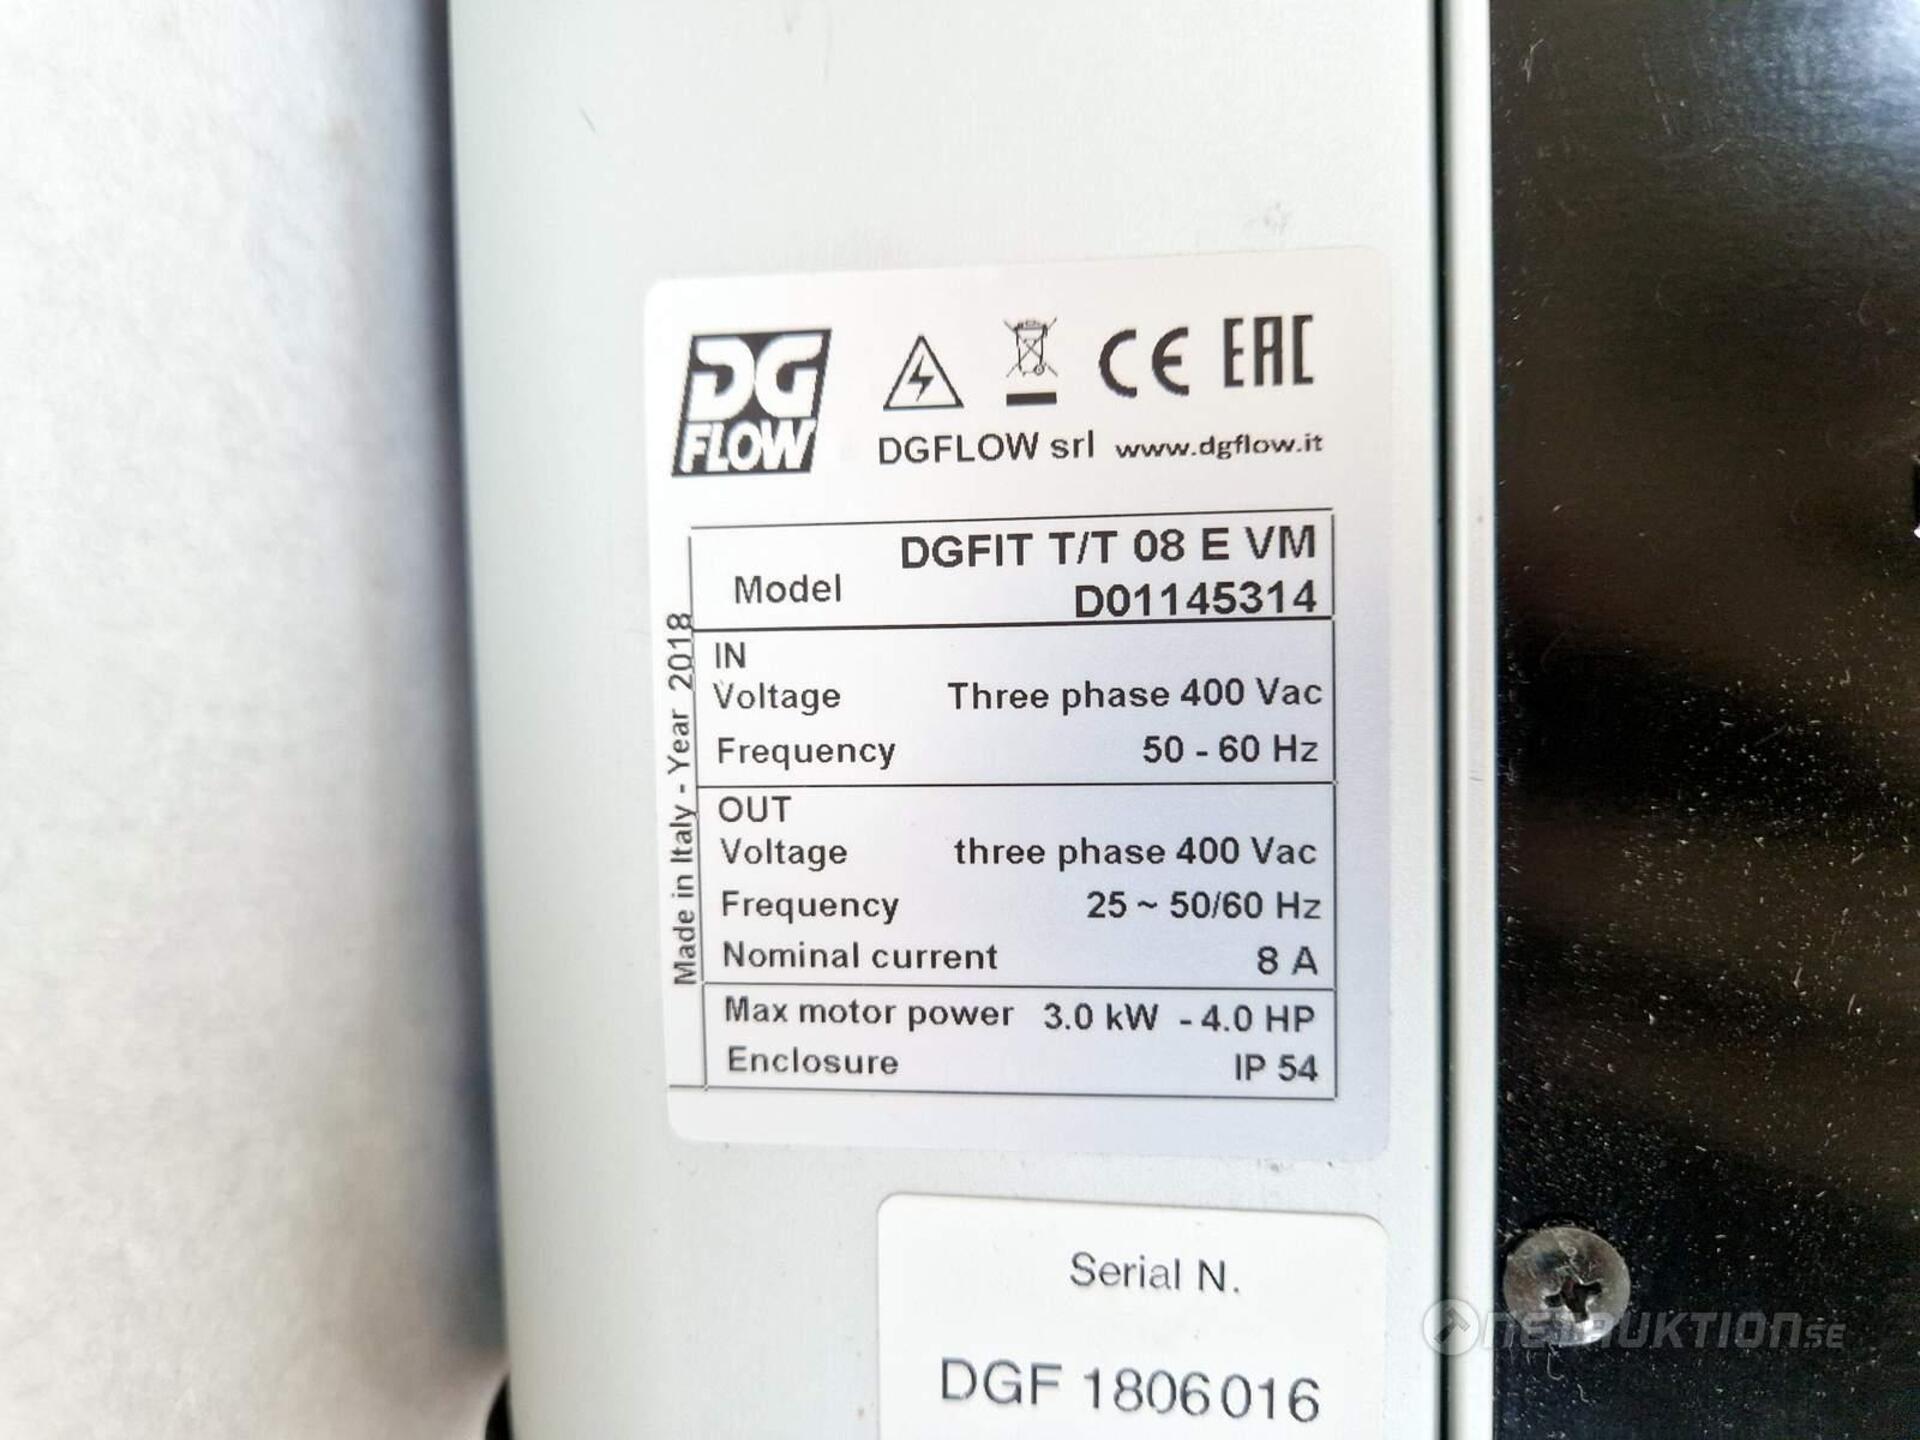 DG
FLOW
CE EAC
DGFLOW srl www.dgflow.it
Model DGFIT T/T 08 E VM
D01145314
IN
Voltage Three phase 400 Vac
Frequency 50 - 60 Hz
OUT
Voltage three phase 400 Vac
Frequency 25 ~ 50/60 Hz
Nominal current 8 A
Max motor power 3.0 kW - 4.0 HP
Enclosure IP 54
Made in Italy - Year 2018
Serial N.
DGF 1806016
NETAUKTION.SE